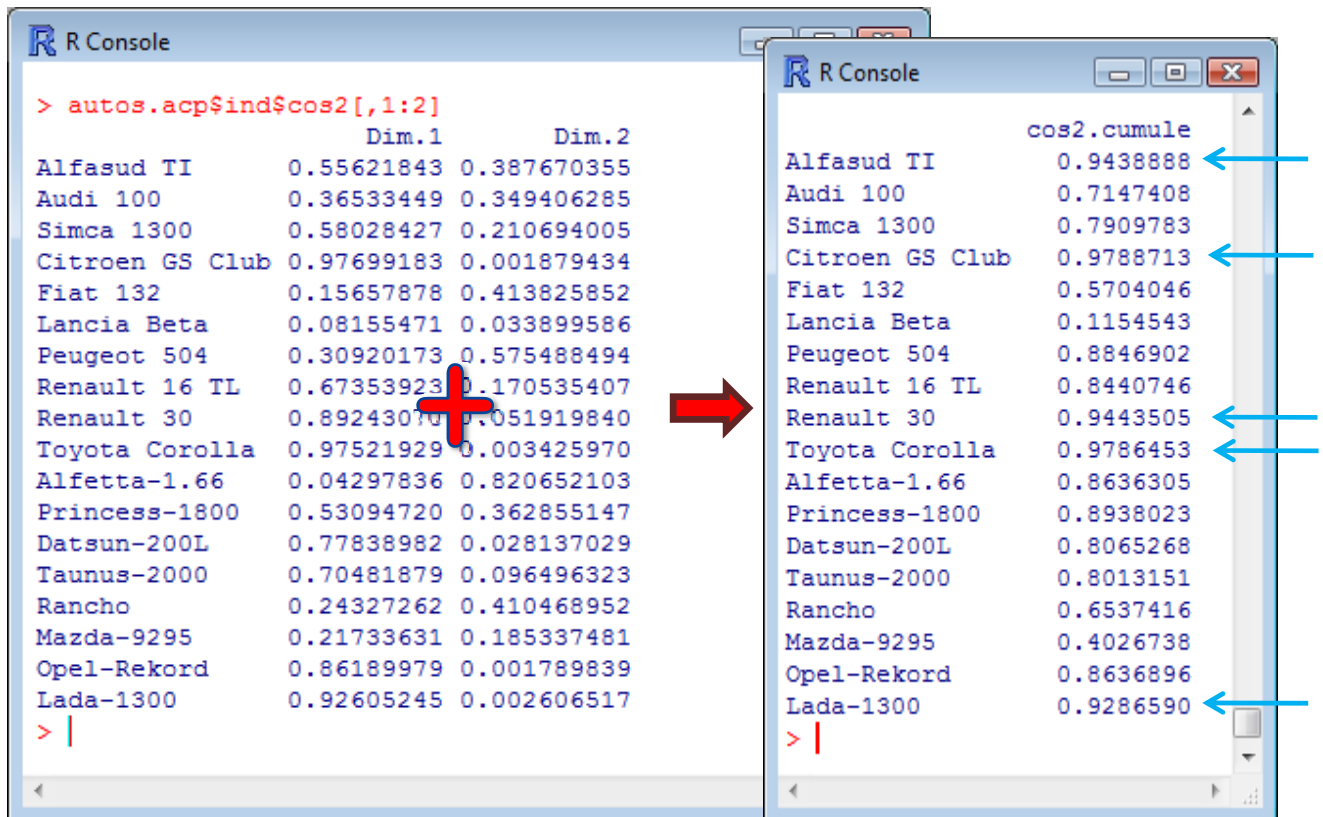 R Console
> autos.acp$ind$cos2[,1:2]
Dim.1 Dim.2
Alfasud TI 0.55621843 0.387670355
Audi 100 0.36533449 0.349406285
Simca 1300 0.58028427 0.210694005
Citroen GS Club 0.97699183 0.001879434
Fiat 132 0.15657878 0.413825852
Lancia Beta 0.08155471 0.033899586
Peugeot 504 0.30920173 0.575488494
Renault 16 TL 0.67353923 0.170535407
Renault 30 0.89243070 0.051919840
Toyota Corolla 0.97521929 0.003425970
Alfetta-1.66 0.04297836 0.820652103
Princess-1800 0.53094720 0.362855147
Datsun-200L 0.77838982 0.028137029
Taunus-2000 0.70481879 0.096496323
Rancho 0.24327262 0.410468952
Mazda-9295 0.21733631 0.185337481
Opel-Rekord 0.86189979 0.001789839
Lada-1300 0.92605245 0.002606517
>
R Console
cos2.cumule
Alfasud TI 0.9438888
Audi 100 0.7147408
Simca 1300 0.7909783
Citroen GS Club 0.9788713
Fiat 132 0.5704046
Lancia Beta 0.1154543
Peugeot 504 0.8846902
Renault 16 TL 0.8440746
Renault 30 0.9443505
Toyota Corolla 0.9786453
Alfetta-1.66 0.8636305
Princess-1800 0.8938023
Datsun-200L 0.8065268
Taunus-2000 0.8013151
Rancho 0.6537416
Mazda-9295 0.4026738
Opel-Rekord 0.8636896
Lada-1300 0.9286590
>